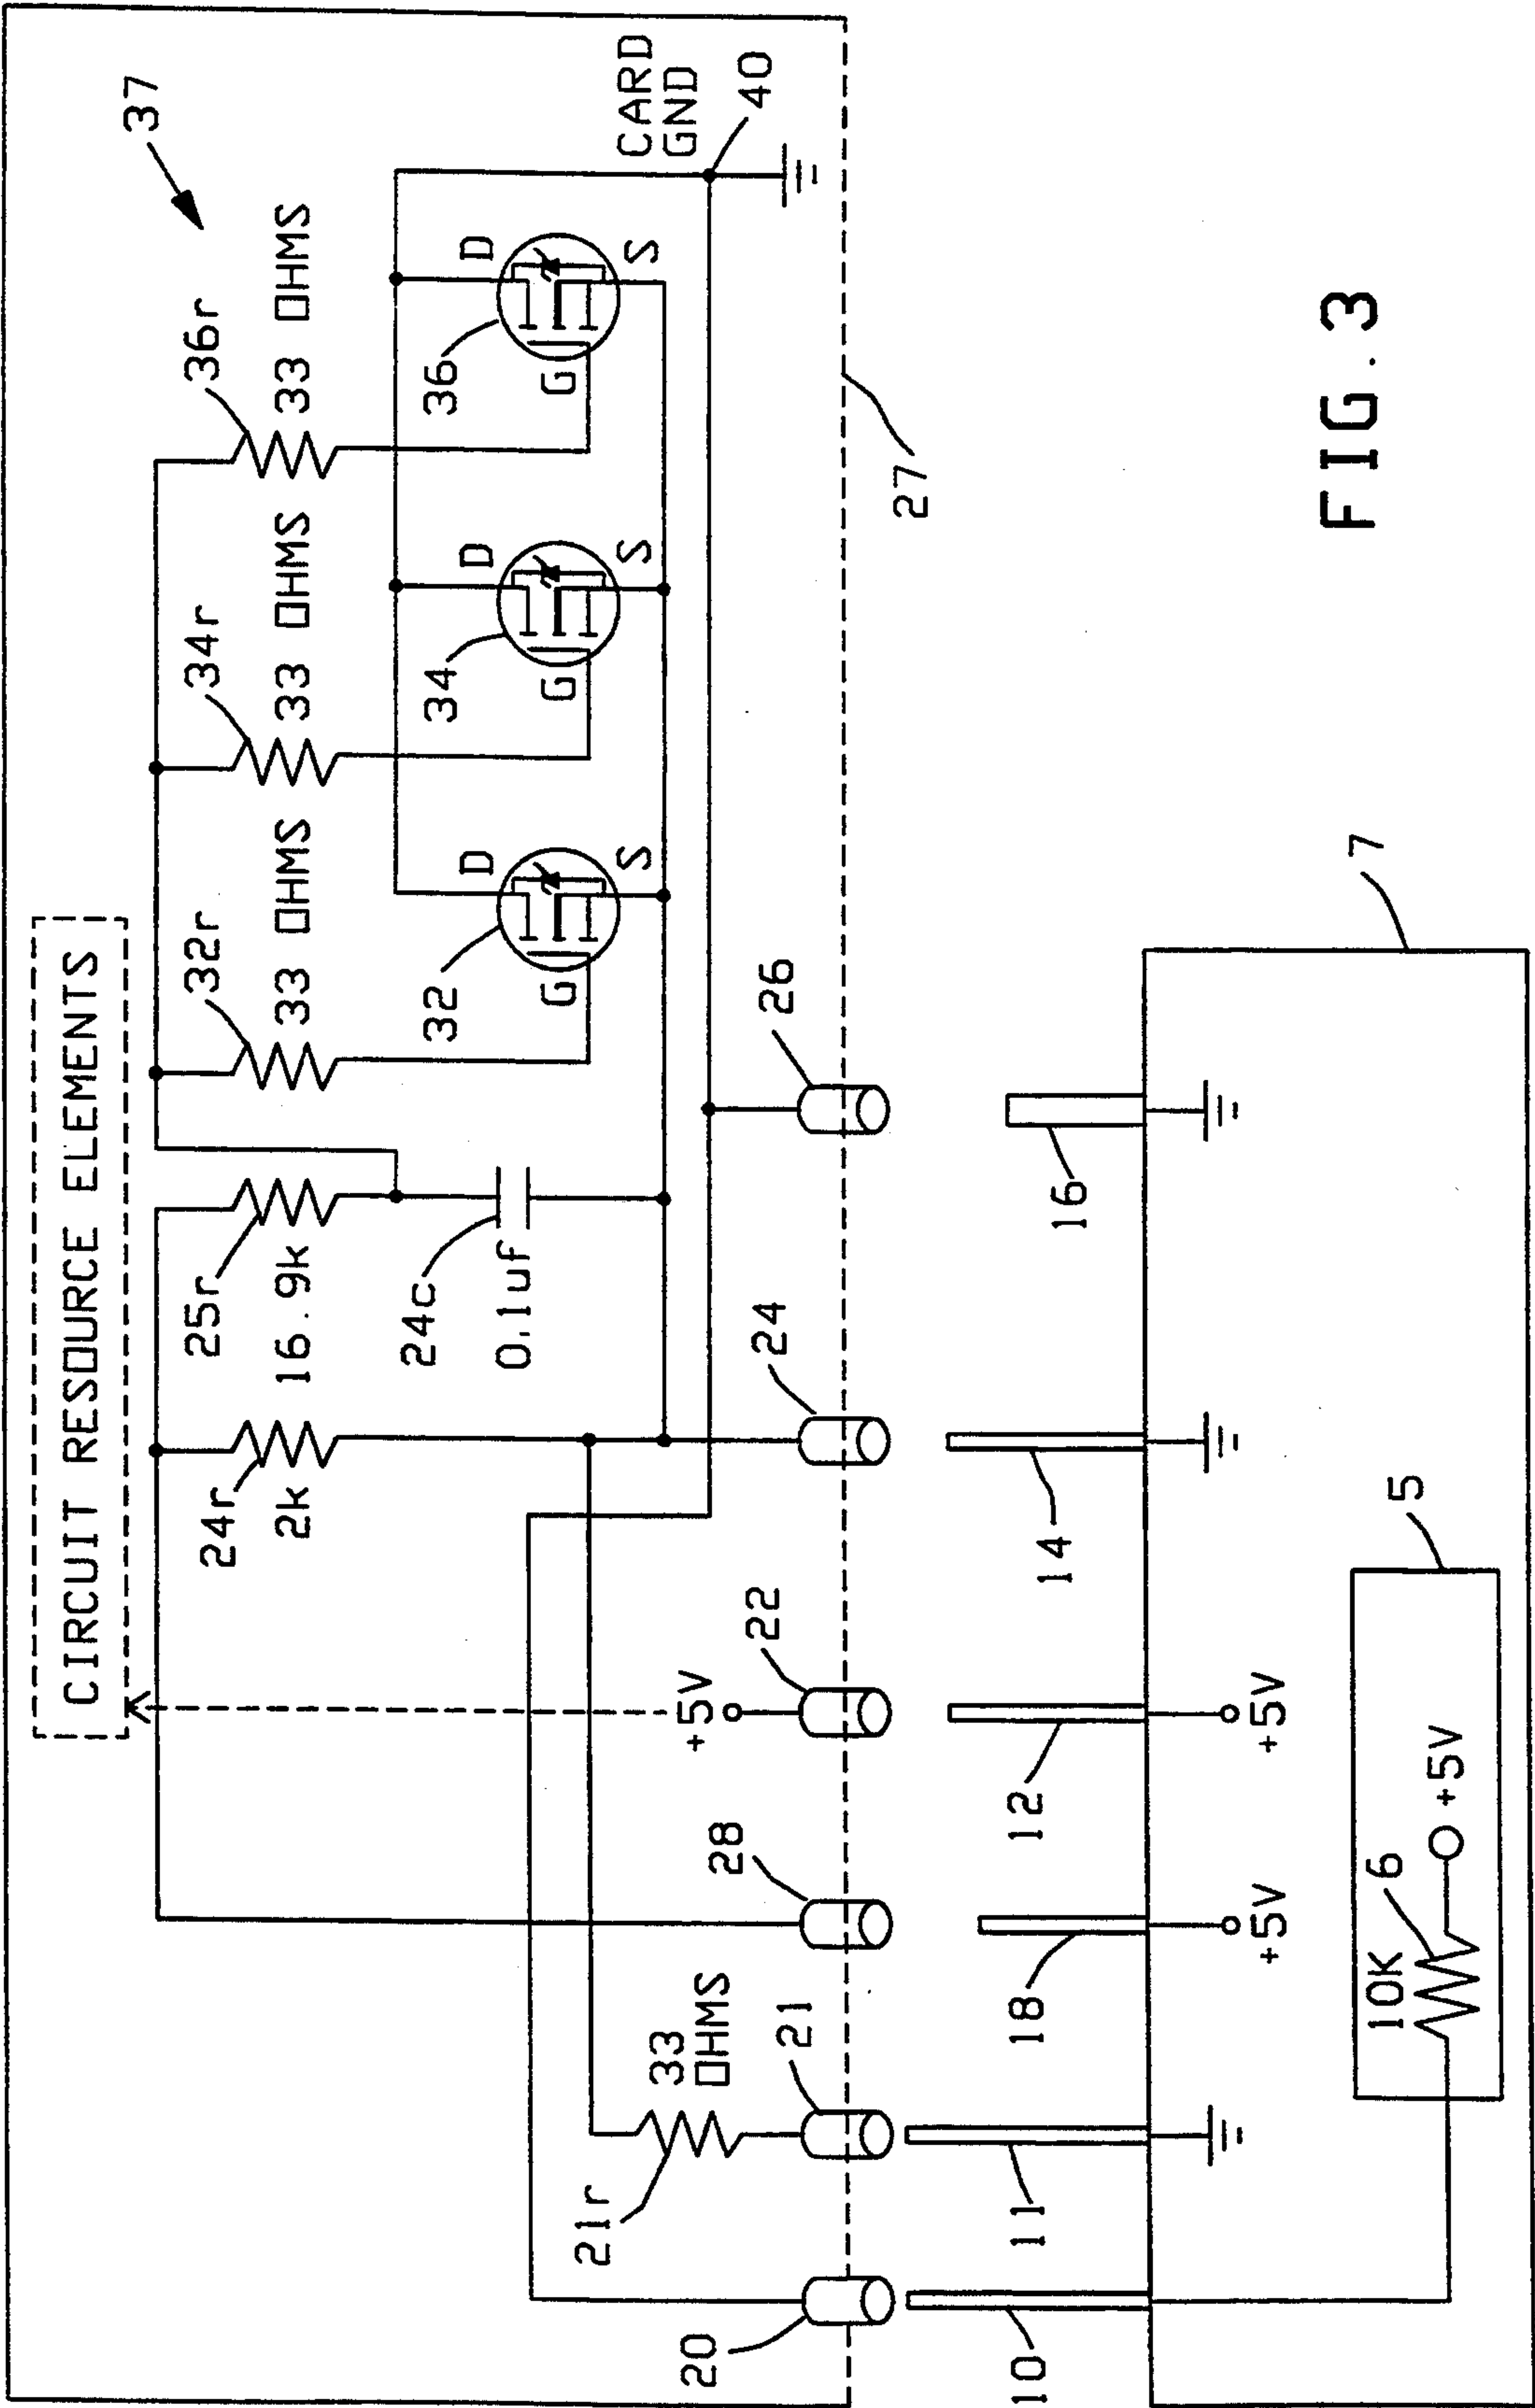 CIRCUIT RESOURCE ELEMENTS
37
24r
2k
25r
16.9k
24c
0.1uf
32r
33 OHMS
34r
33 OHMS
36r
33 OHMS
32
G
D
S
34
G
D
S
36
G
D
S
CARD
GND
40
21r
33
OHMS
+5V
20
21
28
22
24
26
27
10
11
18
12
14
16
+5V
+5V
7
5
10K
6
+5V
FIG. 3